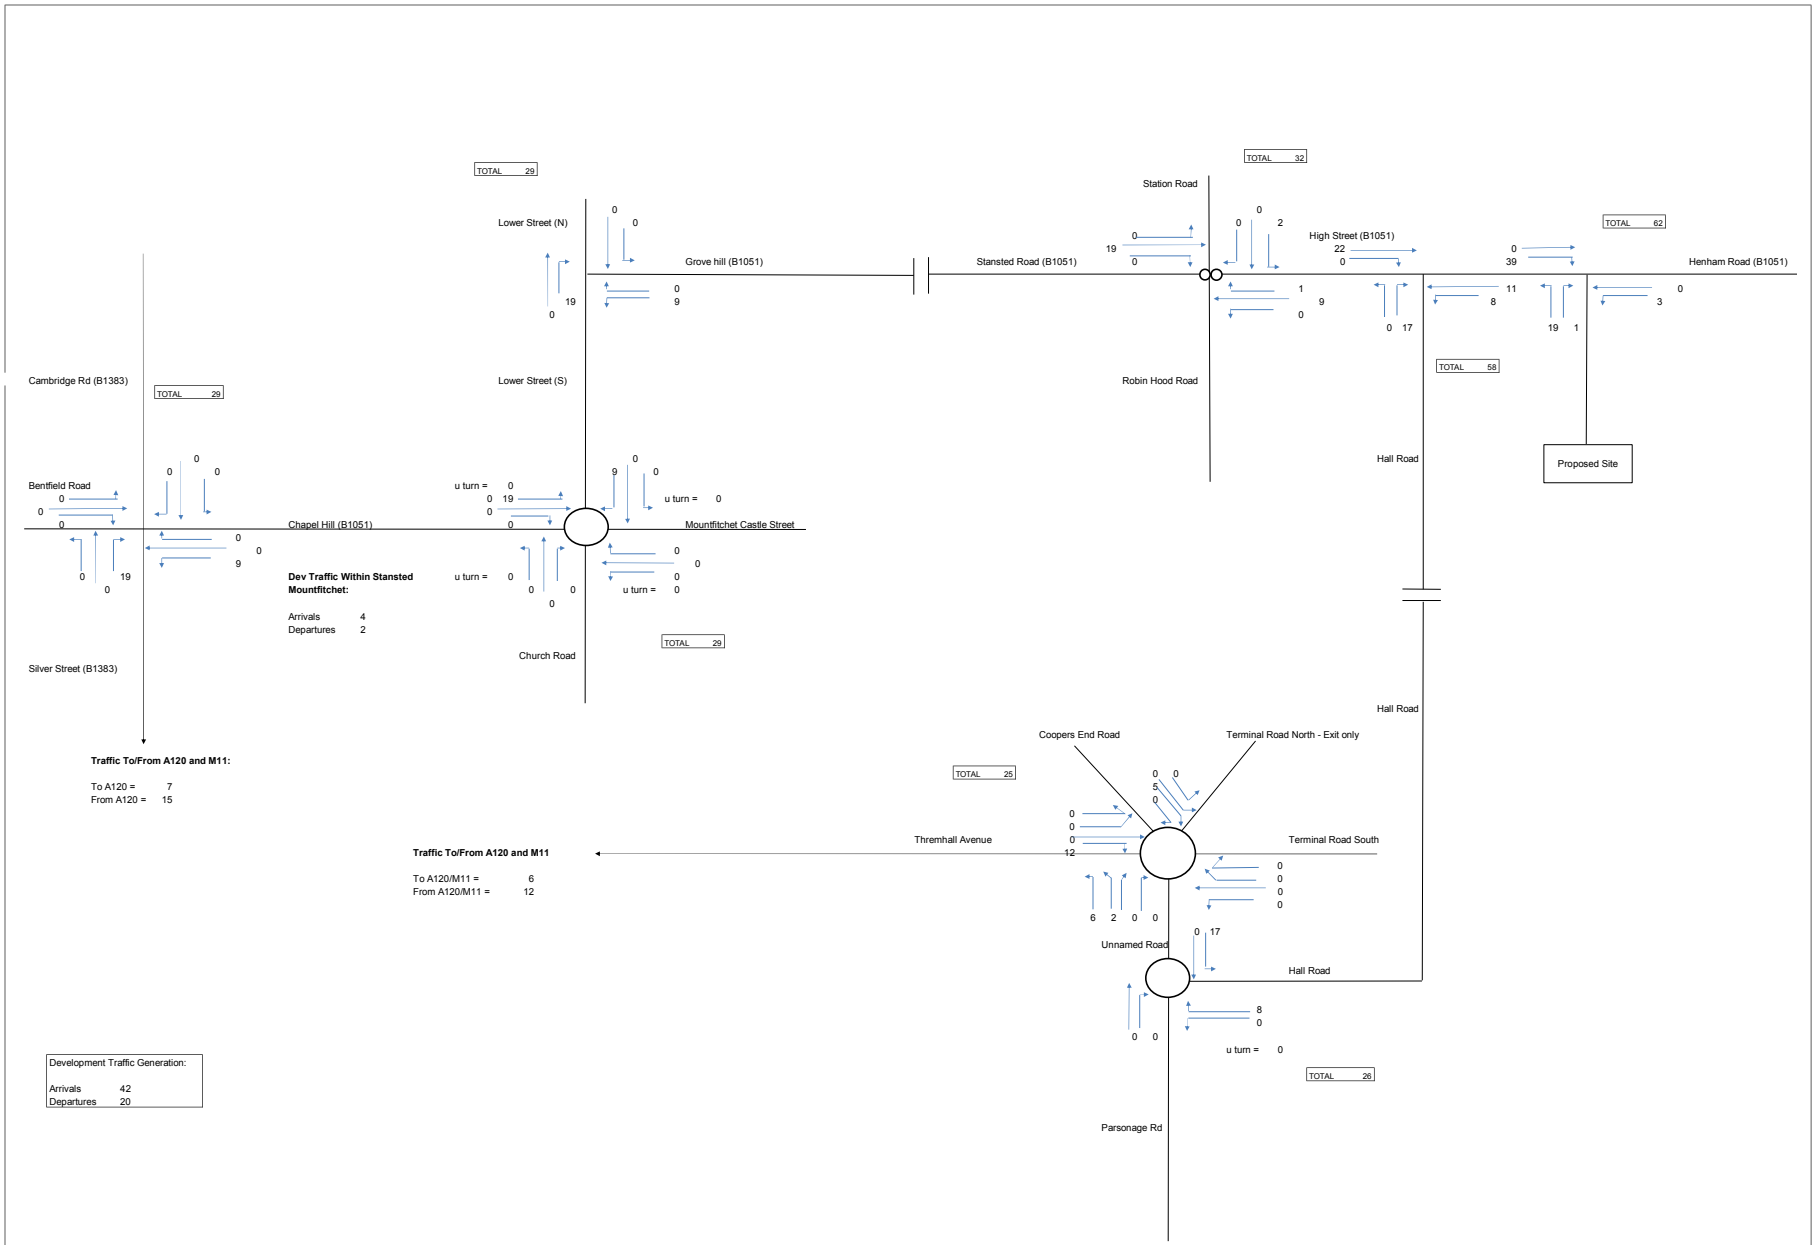 TOTAL 32
TOTAL 29
Station Road
Lower Street (N)
0
0
0
0
2
TOTAL 62
0
19
0
High Street (B1051)
22
0
0
39
Grove hill (B1051)
Stansted Road (B1051)
Henham Road (B1051)
19
0
0
9
1
9
0
11
8
0
3
0 17
19 1
Cambridge Rd (B1383)
TOTAL 29
Lower Street (S)
Robin Hood Road
TOTAL 58
Hall Road
Proposed Site
0
0
0
Bentfield Road
0
0
0
Chapel Hill (B1051)
u turn = 0
0 19
0
0
9
0
u turn = 0
Mountfitchet Castle Street
0
0
9
0
19
0
Dev Traffic Within Stansted
Mountfitchet:
Arrivals 4
Departures 2
u turn = 0
0
0
0
0
0
0
u turn = 0
TOTAL 29
Church Road
Silver Street (B1383)
Hall Road
Traffic To/From A120 and M11:
To A120 = 7
From A120 = 15
Coopers End Road
Terminal Road North - Exit only
TOTAL 25
0 0
5
0
0
0
0
12
Thremhall Avenue
Terminal Road South
Traffic To/From A120 and M11
To A120/M11 = 6
From A120/M11 = 12
0
0
0
0
6 2 0 0
0 17
Unnamed Road
Hall Road
8
0
0 0
u turn = 0
TOTAL 26
Development Traffic Generation:
Arrivals 42
Departures 20
Parsonage Rd